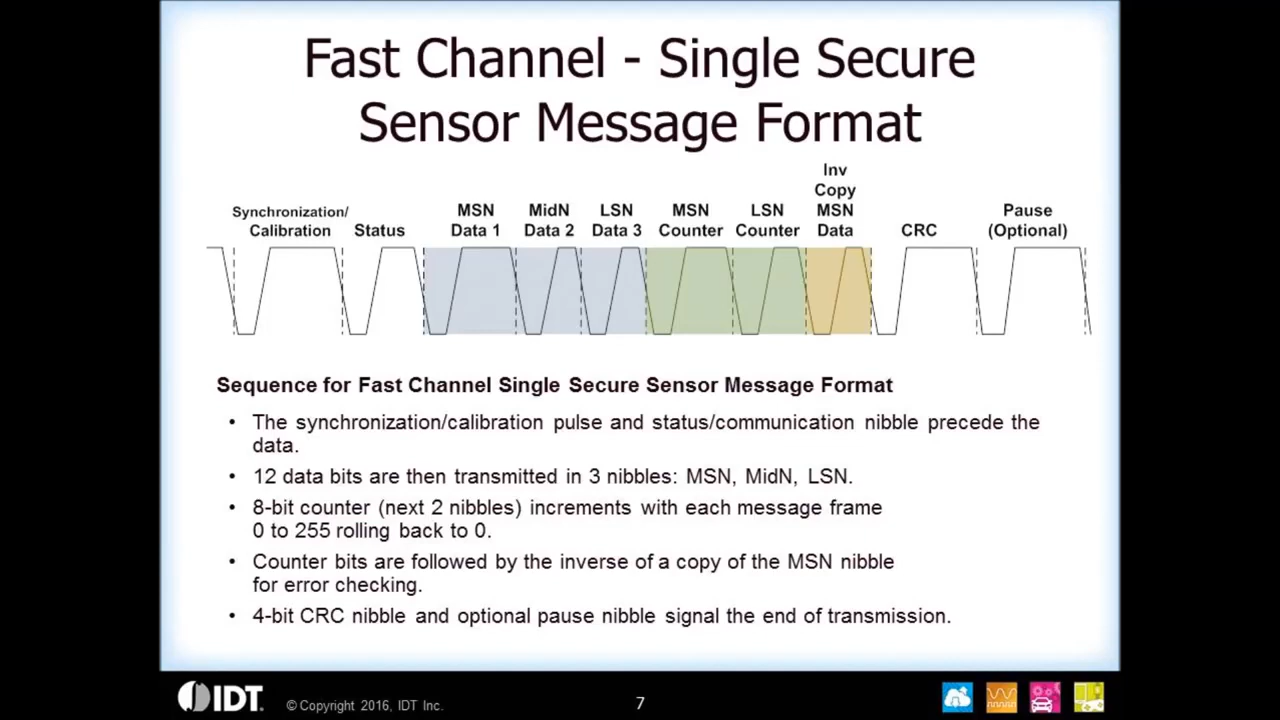 Fast Channel - Single Secure
Sensor Message Format
Synchronization/
Calibration
Status
MSN
Data 1
MidN
Data 2
LSN
Data 3
MSN
Counter
LSN
Counter
Inv
Copy
MSN
Data
CRC
Pause
(Optional)
Sequence for Fast Channel Single Secure Sensor Message Format
• The synchronization/calibration pulse and status/communication nibble precede the
data.
• 12 data bits are then transmitted in 3 nibbles: MSN, MidN, LSN.
• 8-bit counter (next 2 nibbles) increments with each message frame
0 to 255 rolling back to 0.
• Counter bits are followed by the inverse of a copy of the MSN nibble
for error checking.
• 4-bit CRC nibble and optional pause nibble signal the end of transmission.
IDT.
© Copyright 2016, IDT Inc.
7